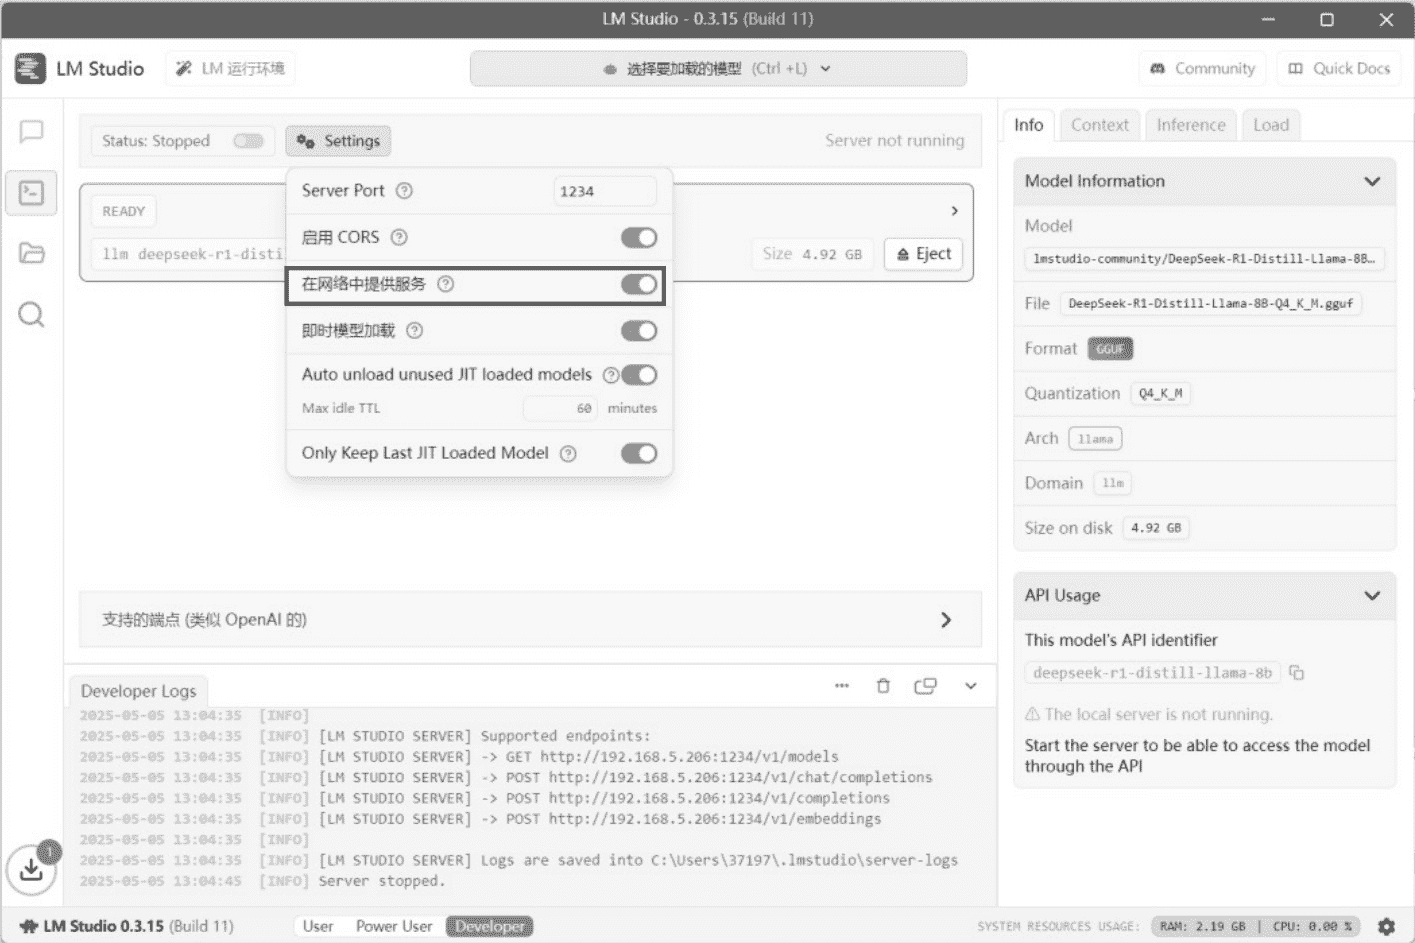 LM Studio - 0.3.15 (Build 11)
LM Studio
LM 运行环境
选择要加载的模型 (Ctrl +L)
Community
Quick Docs
Status: Stopped
Settings
Server not running
Server Port
1234
启用 CORS
在网络中提供服务
即时模型加载
Auto unload unused JIT loaded models
Max idle TTL
60 minutes
Only Keep Last JIT Loaded Model
READY
llm deepseek-r1-disti
Size 4.92 GB
Eject
支持的端点 (类似 OpenAI 的)
Developer Logs
2025-05-05 13:04:35 [INFO]
2025-05-05 13:04:35 [INFO] [LM STUDIO SERVER] Supported endpoints:
2025-05-05 13:04:35 [INFO] [LM STUDIO SERVER] -> GET http://192.168.5.206:1234/v1/models
2025-05-05 13:04:35 [INFO] [LM STUDIO SERVER] -> POST http://192.168.5.206:1234/v1/chat/completions
2025-05-05 13:04:35 [INFO] [LM STUDIO SERVER] -> POST http://192.168.5.206:1234/v1/completions
2025-05-05 13:04:35 [INFO] [LM STUDIO SERVER] -> POST http://192.168.5.206:1234/v1/embeddings
2025-05-05 13:04:35 [INFO]
2025-05-05 13:04:35 [INFO] [LM STUDIO SERVER] Logs are saved into C:\Users\37197\.lmstudio\server-logs
2025-05-05 13:04:45 [INFO] Server stopped.
Info
Context
Inference
Load
Model Information
Model
lmstudio-community/DeepSeek-R1-Distill-Llama-8B…
File DeepSeek-R1-Distill-Llama-8B-Q4_K_M.gguf
Format GGUF
Quantization Q4_K_M
Arch llama
Domain llm
Size on disk 4.92 GB
API Usage
This model's API identifier
deepseek-r1-distill-llama-8b
The local server is not running.
Start the server to be able to access the model
through the API
1
LM Studio 0.3.15 (Build 11)
User
Power User
Developer
SYSTEM RESOURCES USAGE:
RAM: 2.19 GB | CPU: 0.00 %